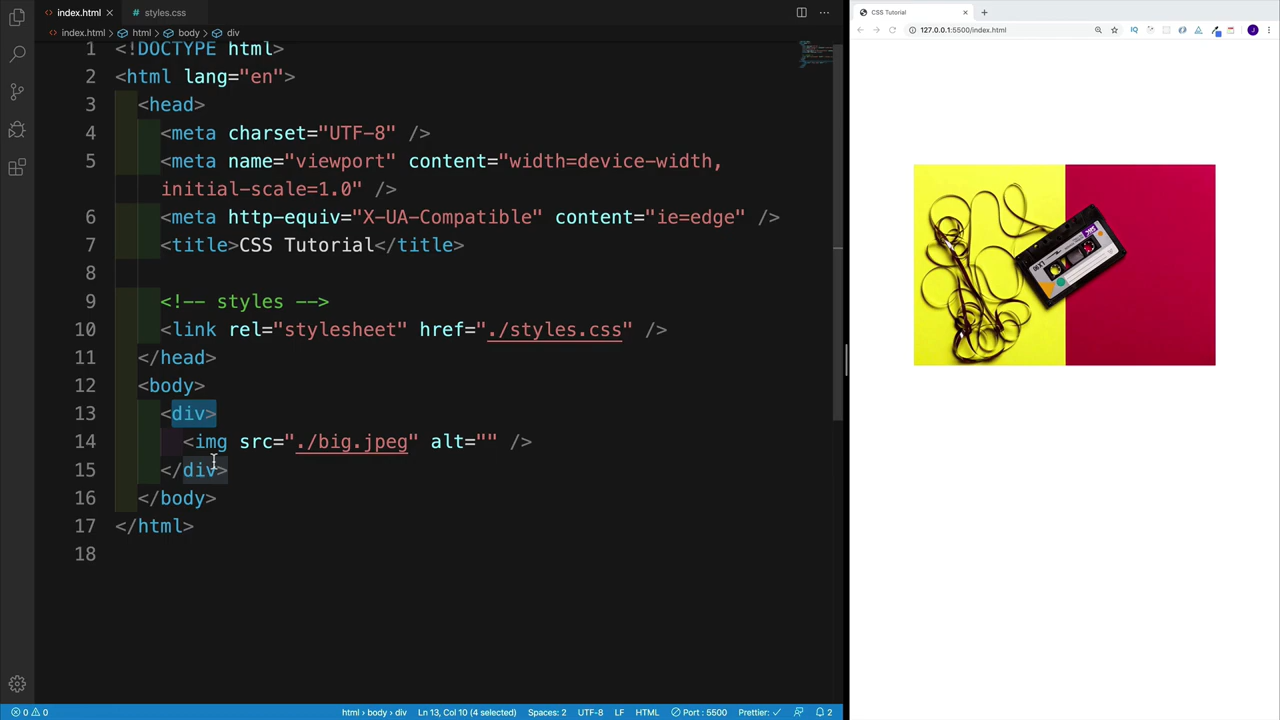 index.html
styles.css
index.html
html
body
div
1 <!DOCTYPE html>
2 <html lang="en">
3 <head>
4 <meta charset="UTF-8" />
5 <meta name="viewport" content="width=device-width,
initial-scale=1.0" />
6 <meta http-equiv="X-UA-Compatible" content="ie=edge" />
7 <title>CSS Tutorial</title>
8
9 <!-- styles -->
10 <link rel="stylesheet" href="./styles.css" />
11 </head>
12 <body>
13 <div>
14 <img src="./big.jpeg" alt="" />
15 </div>
16 </body>
17 </html>
18
0 0
html › body › div
Ln 13, Col 10 (4 selected)
Spaces: 2
UTF-8
LF
HTML
Port : 5500
Prettier: ✓
2
CSS Tutorial
127.0.0.1:5500/index.html
IQ
J